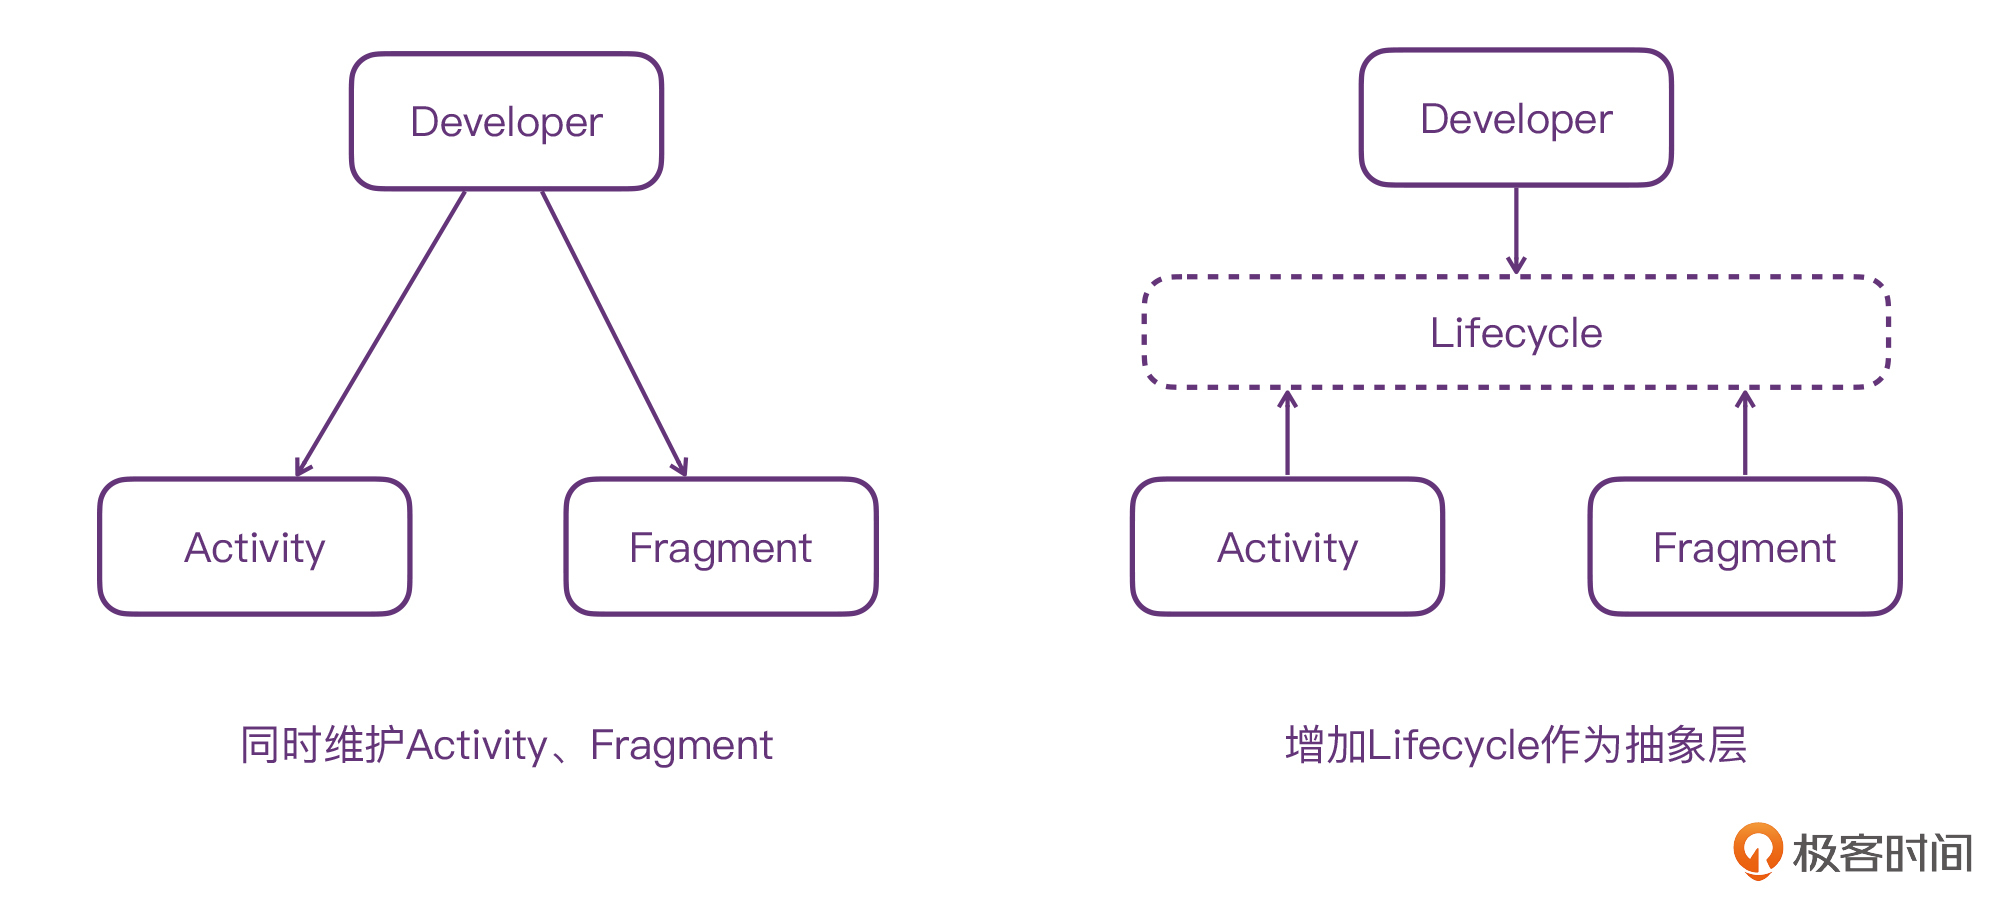 Developer
Activity
Fragment
同时维护Activity、Fragment
Developer
Lifecycle
Activity
Fragment
增加Lifecycle作为抽象层
极客时间